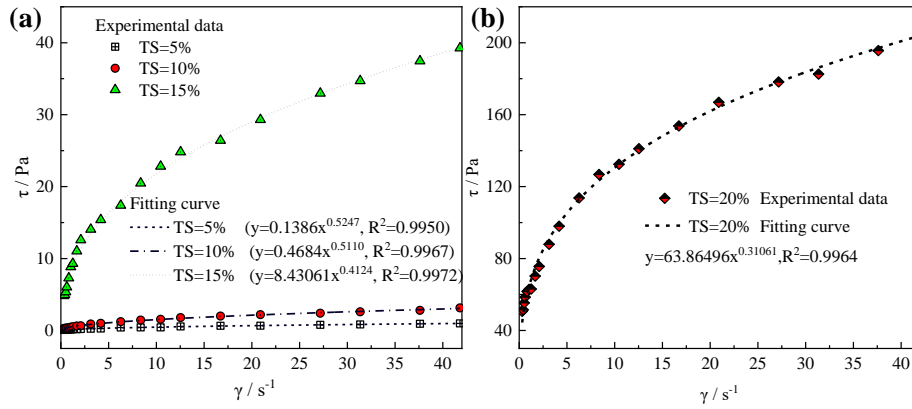 (a)
Experimental data
TS=5%
TS=10%
TS=15%
Fitting curve
TS=5% (y=0.1386x^0.5247, R²=0.9950)
TS=10% (y=0.4684x^0.5110, R²=0.9967)
TS=15% (y=8.43061x^0.4124, R²=0.9972)
40
30
20
10
0
τ / Pa
0 5 10 15 20 25 30 35 40
γ / s⁻¹
(b)
TS=20% Experimental data
TS=20% Fitting curve
y=63.86496x^0.31061,R²=0.9964
200
160
120
80
40
τ / Pa
0 5 10 15 20 25 30 35 40
γ / s⁻¹